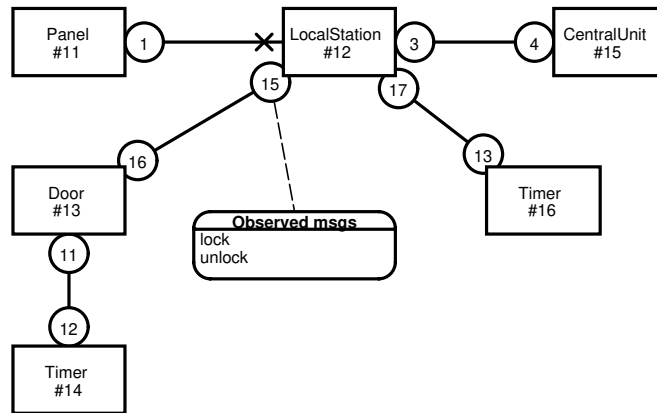 Panel
#11
1
LocalStation
#12
3
4
CentralUnit
#15
15
17
16
13
Door
#13
Timer
#16
Observed msgs
lock
unlock
11
12
Timer
#14